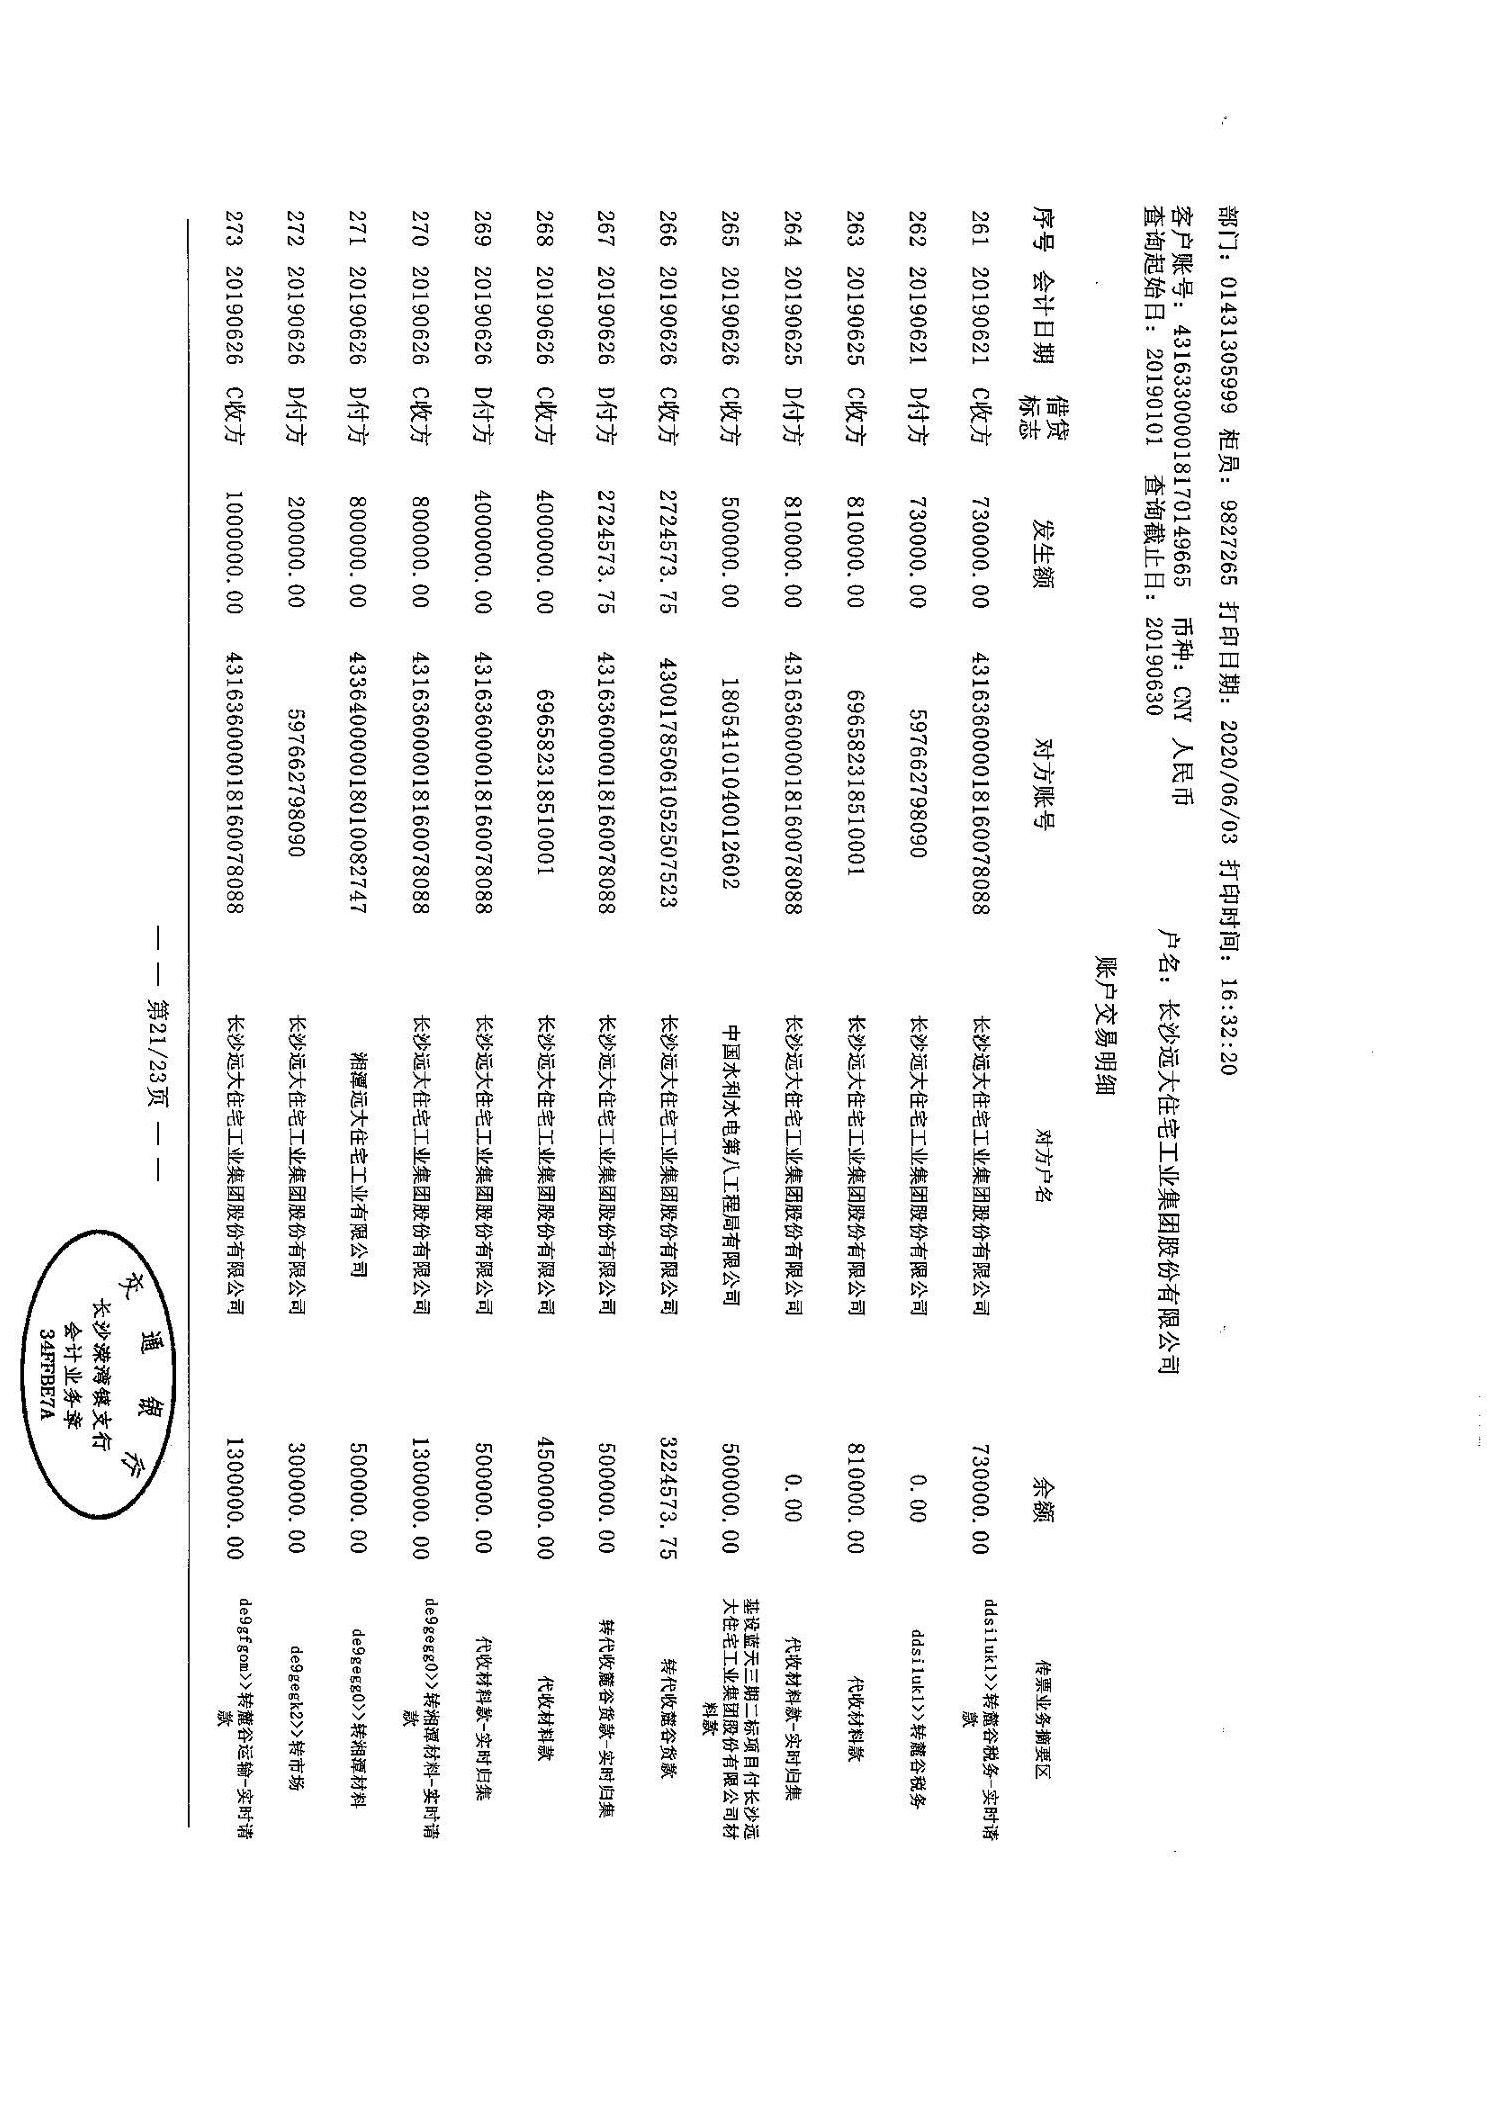 部门: 01431305999 柜员: 9827265 打印日期: 2020/06/03 打印时间: 16:32:20
客户账号: 431633000018170149665 币种: CNY 人民币 户名: 长沙远大住宅工业集团股份有限公司
查询起始日: 20190101 查询截止日: 20190630
账户交易明细
序号 会计日期 借贷标志 发生额 对方账号 对方户名 余额 传票业务摘要区
261 20190621 C收方 730000.00 431636000018160078088 长沙远大住宅工业集团股份有限公司 730000.00 ddsiluk1>>转麓谷税务-实时请款
262 20190621 D付方 730000.00 597662798090 长沙远大住宅工业集团股份有限公司 0.00 ddsiluk1>>转麓谷税务
263 20190625 C收方 810000.00 696582318510001 长沙远大住宅工业集团股份有限公司 810000.00 代收材料款
264 20190625 D付方 810000.00 431636000018160078088 长沙远大住宅工业集团股份有限公司 0.00 代收材料款-实时归集
265 20190626 C收方 500000.00 18054101040012602 中国水利水电第八工程局有限公司 500000.00 基设蓝天三期二标项目付长沙远大住宅工业集团股份有限公司材料款
266 20190626 C收方 2724573.75 43001785061052507523 长沙远大住宅工业集团股份有限公司 3224573.75 转代收麓谷货款
267 20190626 D付方 2724573.75 431636000018160078088 长沙远大住宅工业集团股份有限公司 500000.00 转代收麓谷货款-实时归集
268 20190626 C收方 4000000.00 696582318510001 长沙远大住宅工业集团股份有限公司 4500000.00 代收材料款
269 20190626 D付方 4000000.00 431636000018160078088 长沙远大住宅工业集团股份有限公司 500000.00 代收材料款-实时归集
270 20190626 C收方 800000.00 431636000018160078088 长沙远大住宅工业集团股份有限公司 1300000.00 de9gegg0>>转湘潭材料-实时请款
271 20190626 D付方 800000.00 433640000018010082747 湘潭远大住宅工业有限公司 500000.00 de9gegg0>>转湘潭材料
272 20190626 D付方 200000.00 597662798090 长沙远大住宅工业集团股份有限公司 300000.00 de9gegk2>>转市场
273 20190626 C收方 1000000.00 431636000018160078088 长沙远大住宅工业集团股份有限公司 1300000.00 de9gfgom>>转麓谷运输-实时请款
— — 第21/23页 — —
交通银行
长沙溁湾镇支行
会计业务章
34FFBE7A